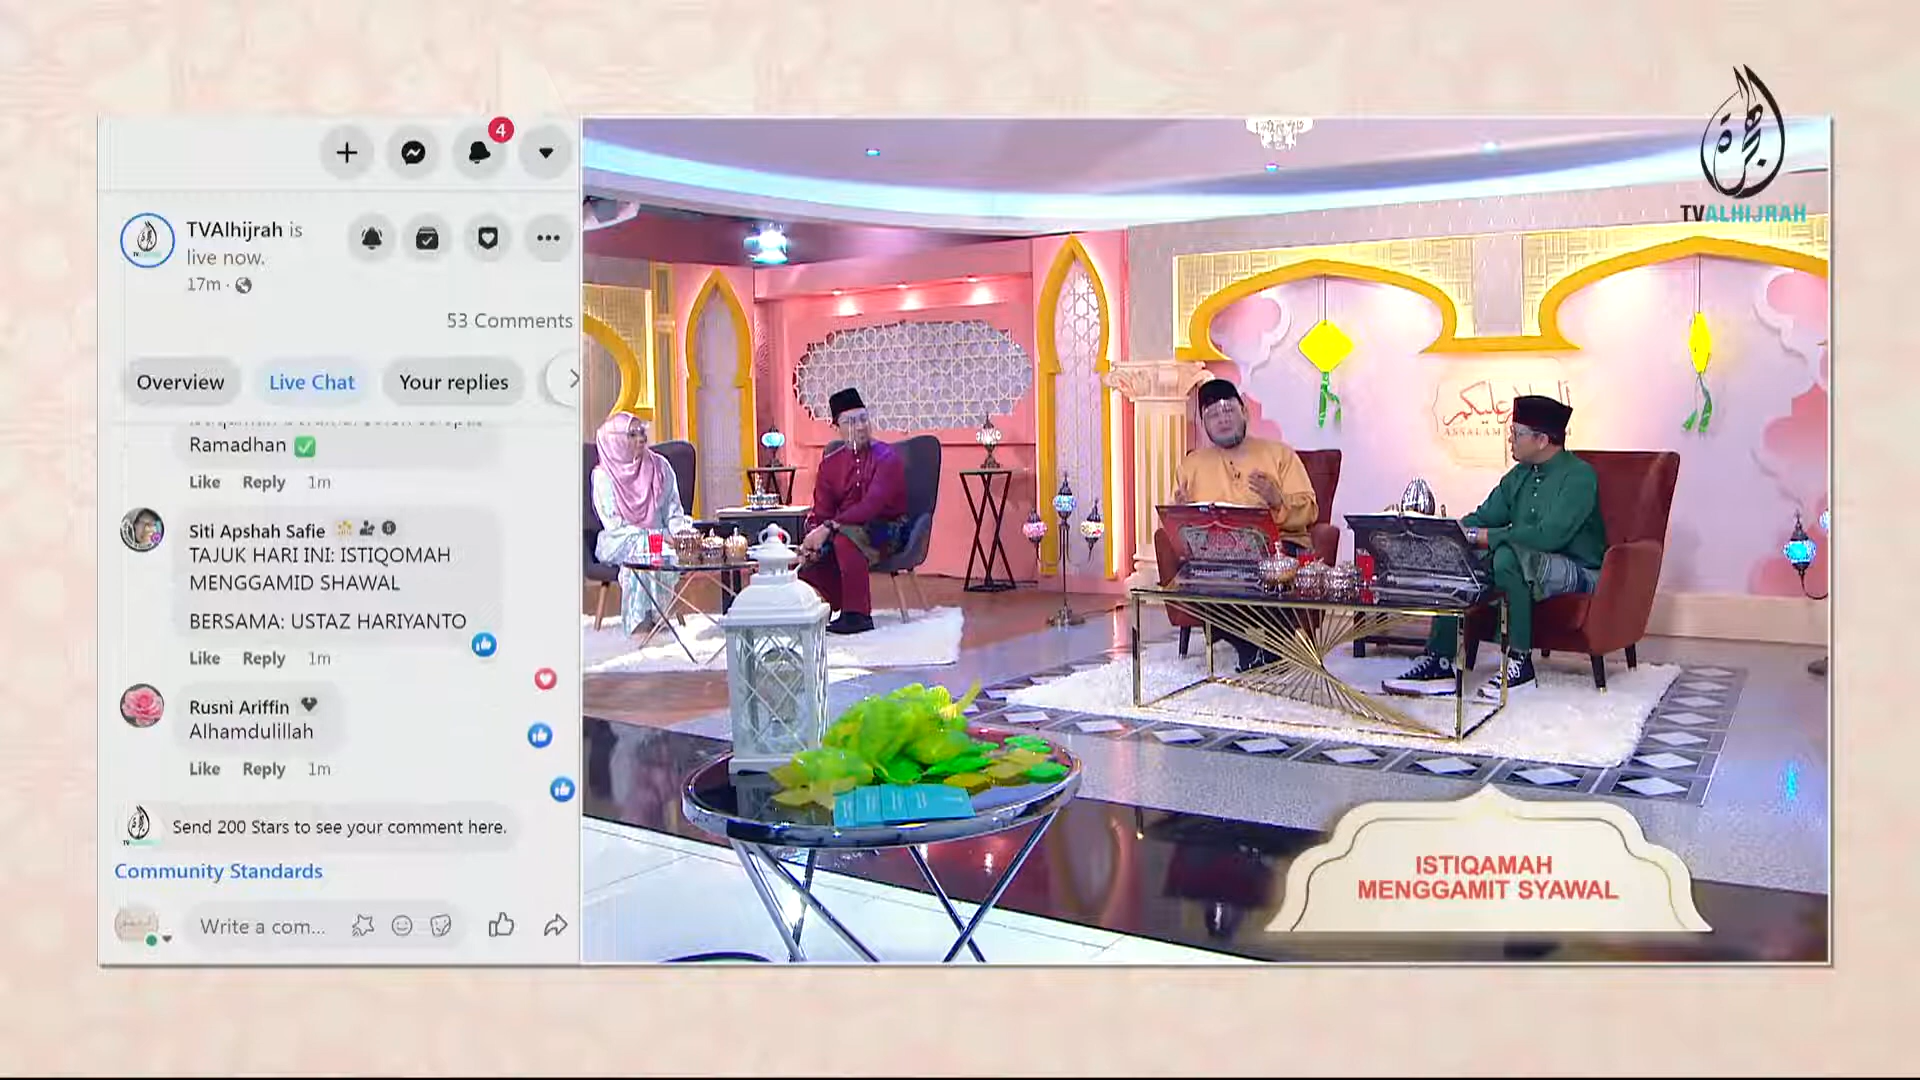 4
TVAlhijrah is
live now.
17m
53 Comments
Overview
Live Chat
Your replies
Ramadhan
Like Reply 1m
Siti Apshah Safie
TAJUK HARI INI: ISTIQOMAH
MENGGAMID SHAWAL
BERSAMA: USTAZ HARIYANTO
Like Reply 1m
Rusni Ariffin
Alhamdulillah
Like Reply 1m
Send 200 Stars to see your comment here.
Community Standards
Write a com...
TVALHIJRAH
السلام عليكم
ISTIQAMAH
MENGGAMIT SYAWAL